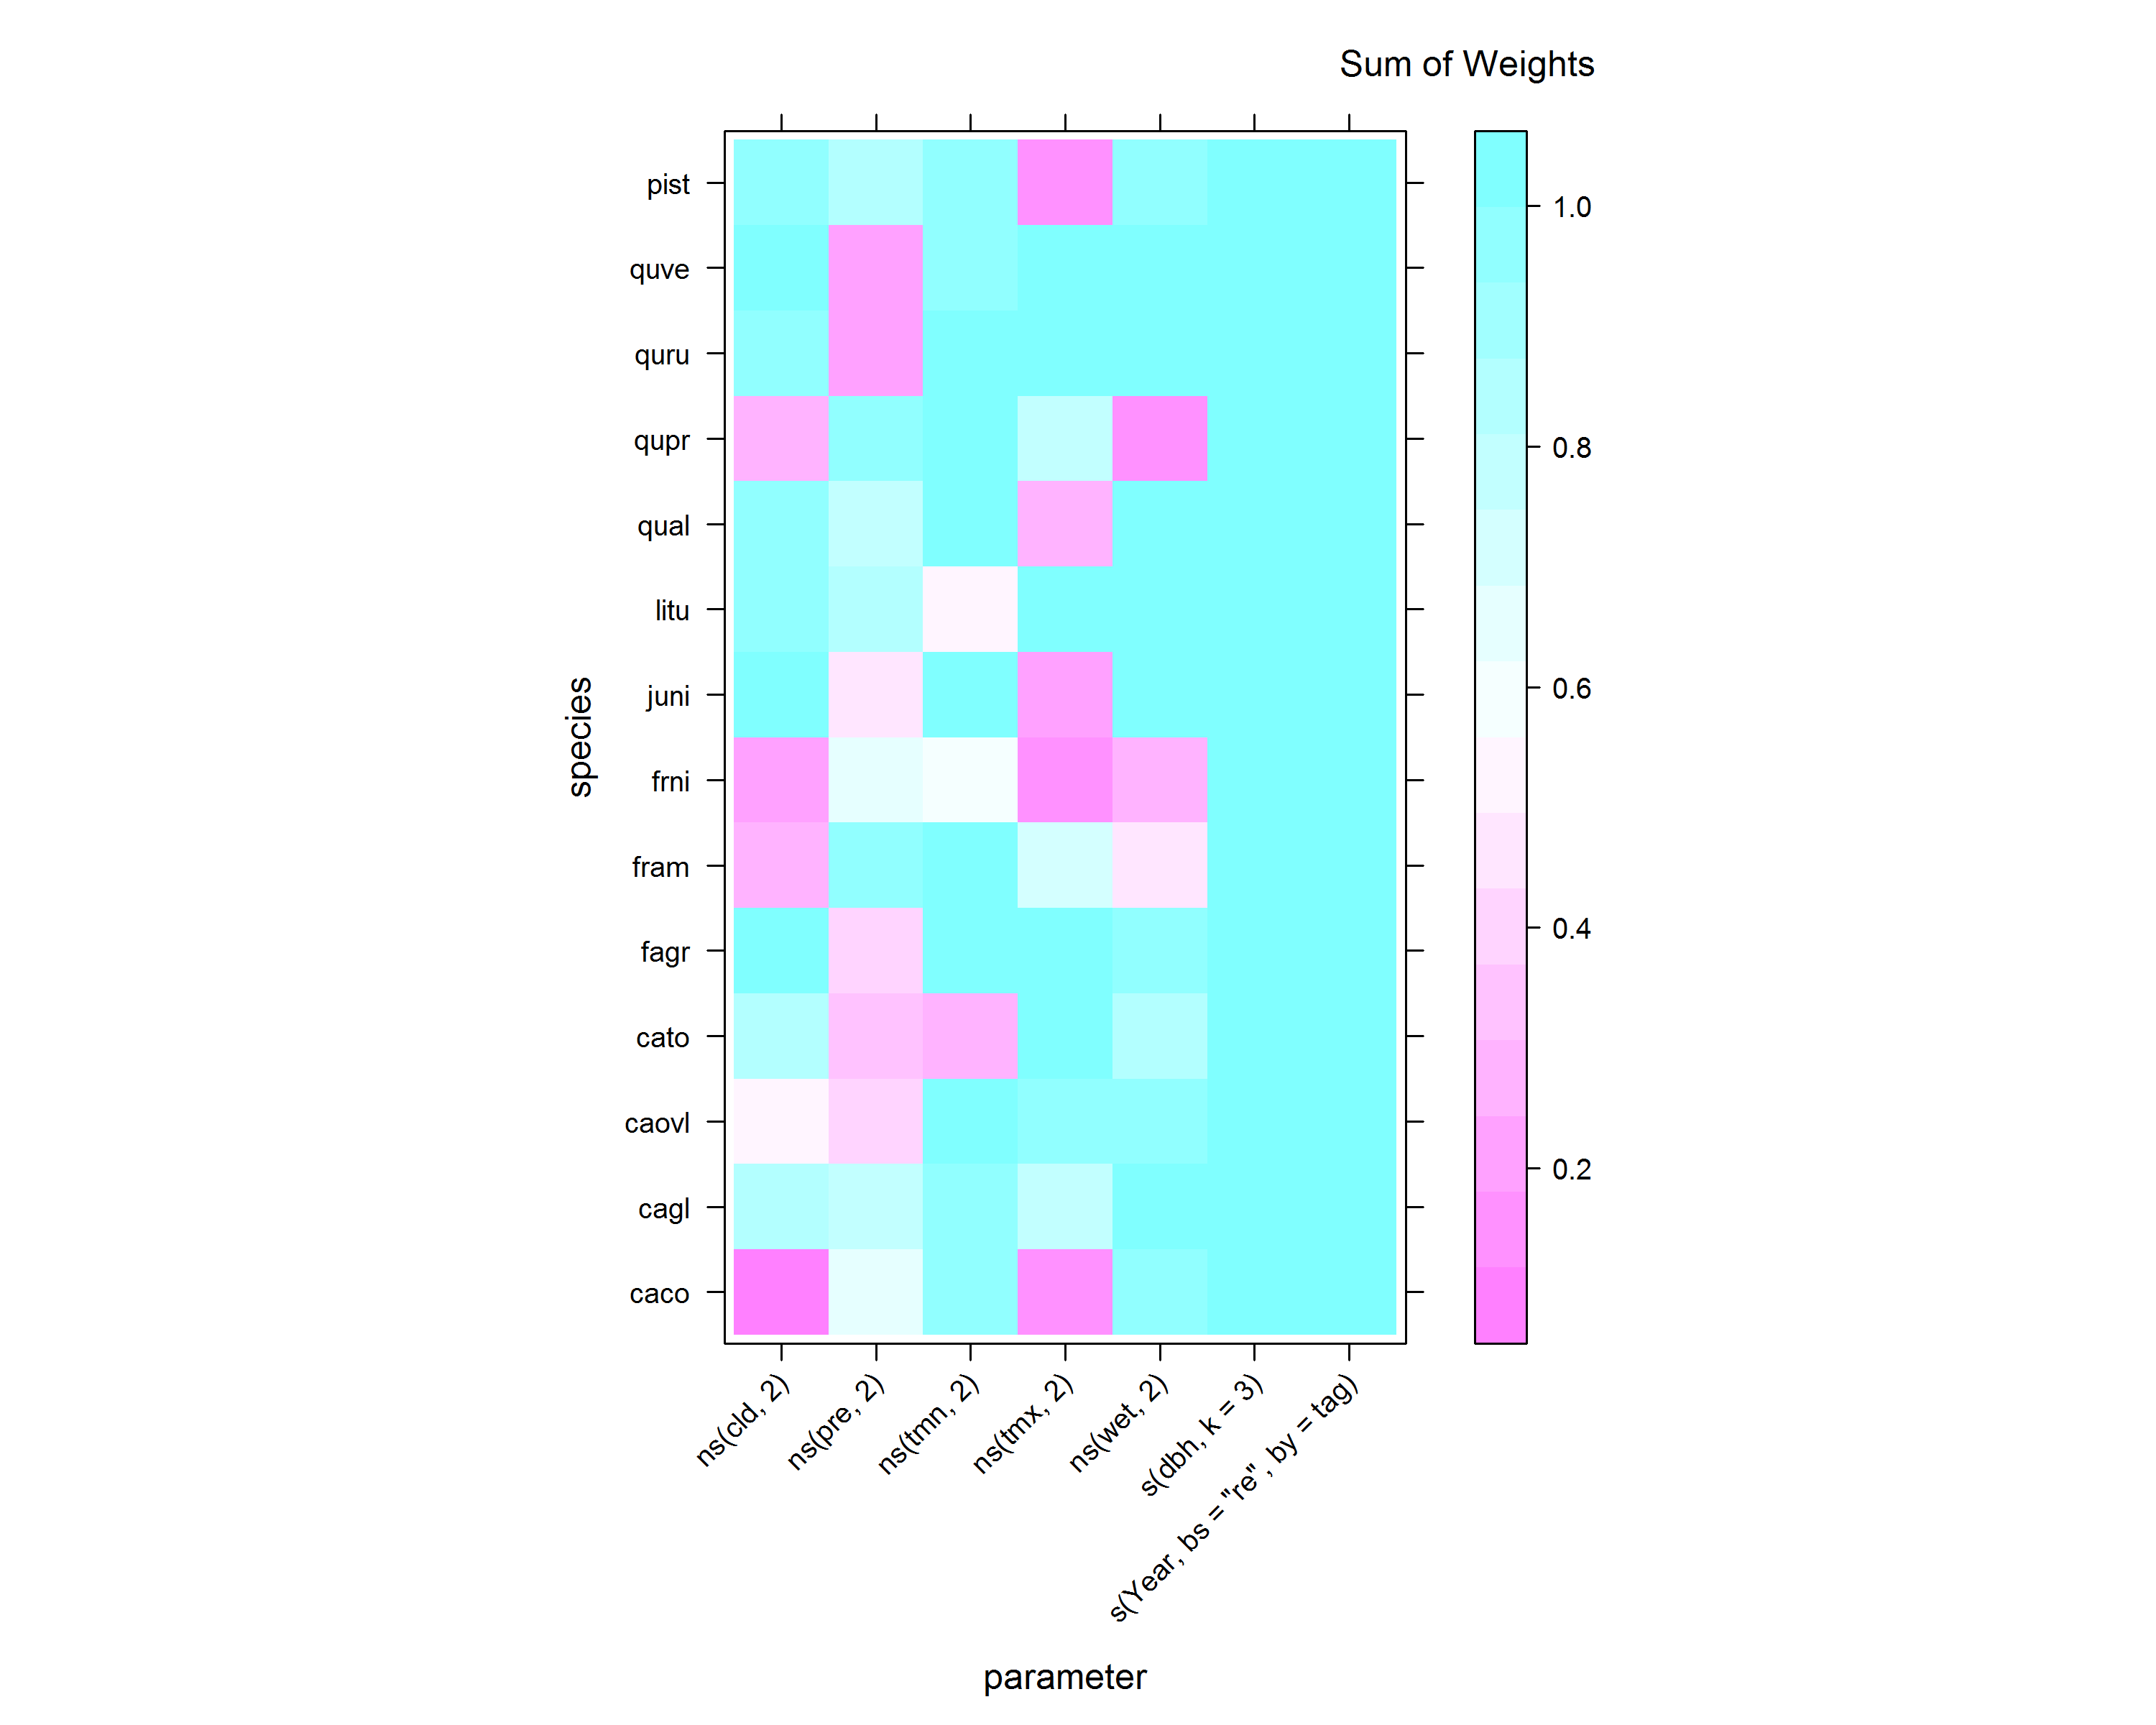 Sum of Weights
pist
quve
quru
qupr
qual
litu
juni
frni
fram
fagr
cato
caovl
cagl
caco
species
1.0
0.8
0.6
0.4
0.2
ns(cld, 2)
ns(pre, 2)
ns(tmn, 2)
ns(tmx, 2)
ns(wet, 2)
s(dbh, k = 3)
s(Year, bs = "re", by = tag)
parameter